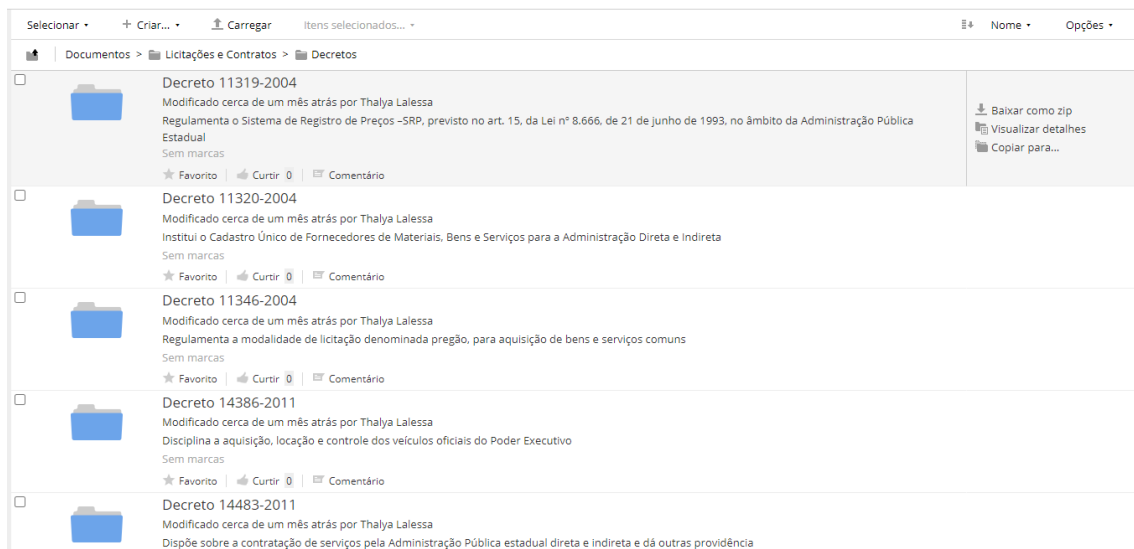 Selecionar
+ Criar...
Carregar
Itens selecionados...
Nome
Opções
Documentos > Licitações e Contratos > Decretos
Decreto 11319-2004
Modificado cerca de um mês atrás por Thalya Lalessa
Regulamenta o Sistema de Registro de Preços –SRP, previsto no art. 15, da Lei nº 8.666, de 21 de junho de 1993, no âmbito da Administração Pública
Estadual
Sem marcas
Favorito Curtir 0 Comentário
Baixar como zip
Visualizar detalhes
Copiar para...
Decreto 11320-2004
Modificado cerca de um mês atrás por Thalya Lalessa
Institui o Cadastro Único de Fornecedores de Materiais, Bens e Serviços para a Administração Direta e Indireta
Sem marcas
Favorito Curtir 0 Comentário
Decreto 11346-2004
Modificado cerca de um mês atrás por Thalya Lalessa
Regulamenta a modalidade de licitação denominada pregão, para aquisição de bens e serviços comuns
Sem marcas
Favorito Curtir 0 Comentário
Decreto 14386-2011
Modificado cerca de um mês atrás por Thalya Lalessa
Disciplina a aquisição, locação e controle dos veículos oficiais do Poder Executivo
Sem marcas
Favorito Curtir 0 Comentário
Decreto 14483-2011
Modificado cerca de um mês atrás por Thalya Lalessa
Dispõe sobre a contratação de serviços pela Administração Pública estadual direta e indireta e dá outras providência